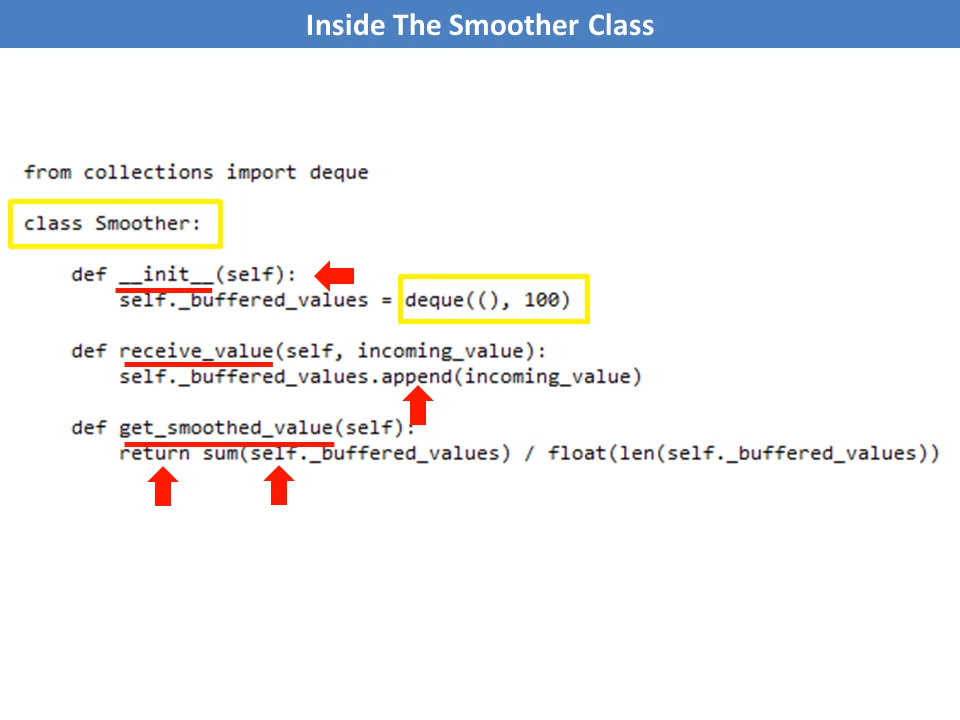 Inside The Smoother Class
from collections import deque
class Smoother:
def __init__(self):
self._buffered_values = deque((), 100)
def receive_value(self, incoming_value):
self._buffered_values.append(incoming_value)
def get_smoothed_value(self):
return sum(self._buffered_values) / float(len(self._buffered_values))